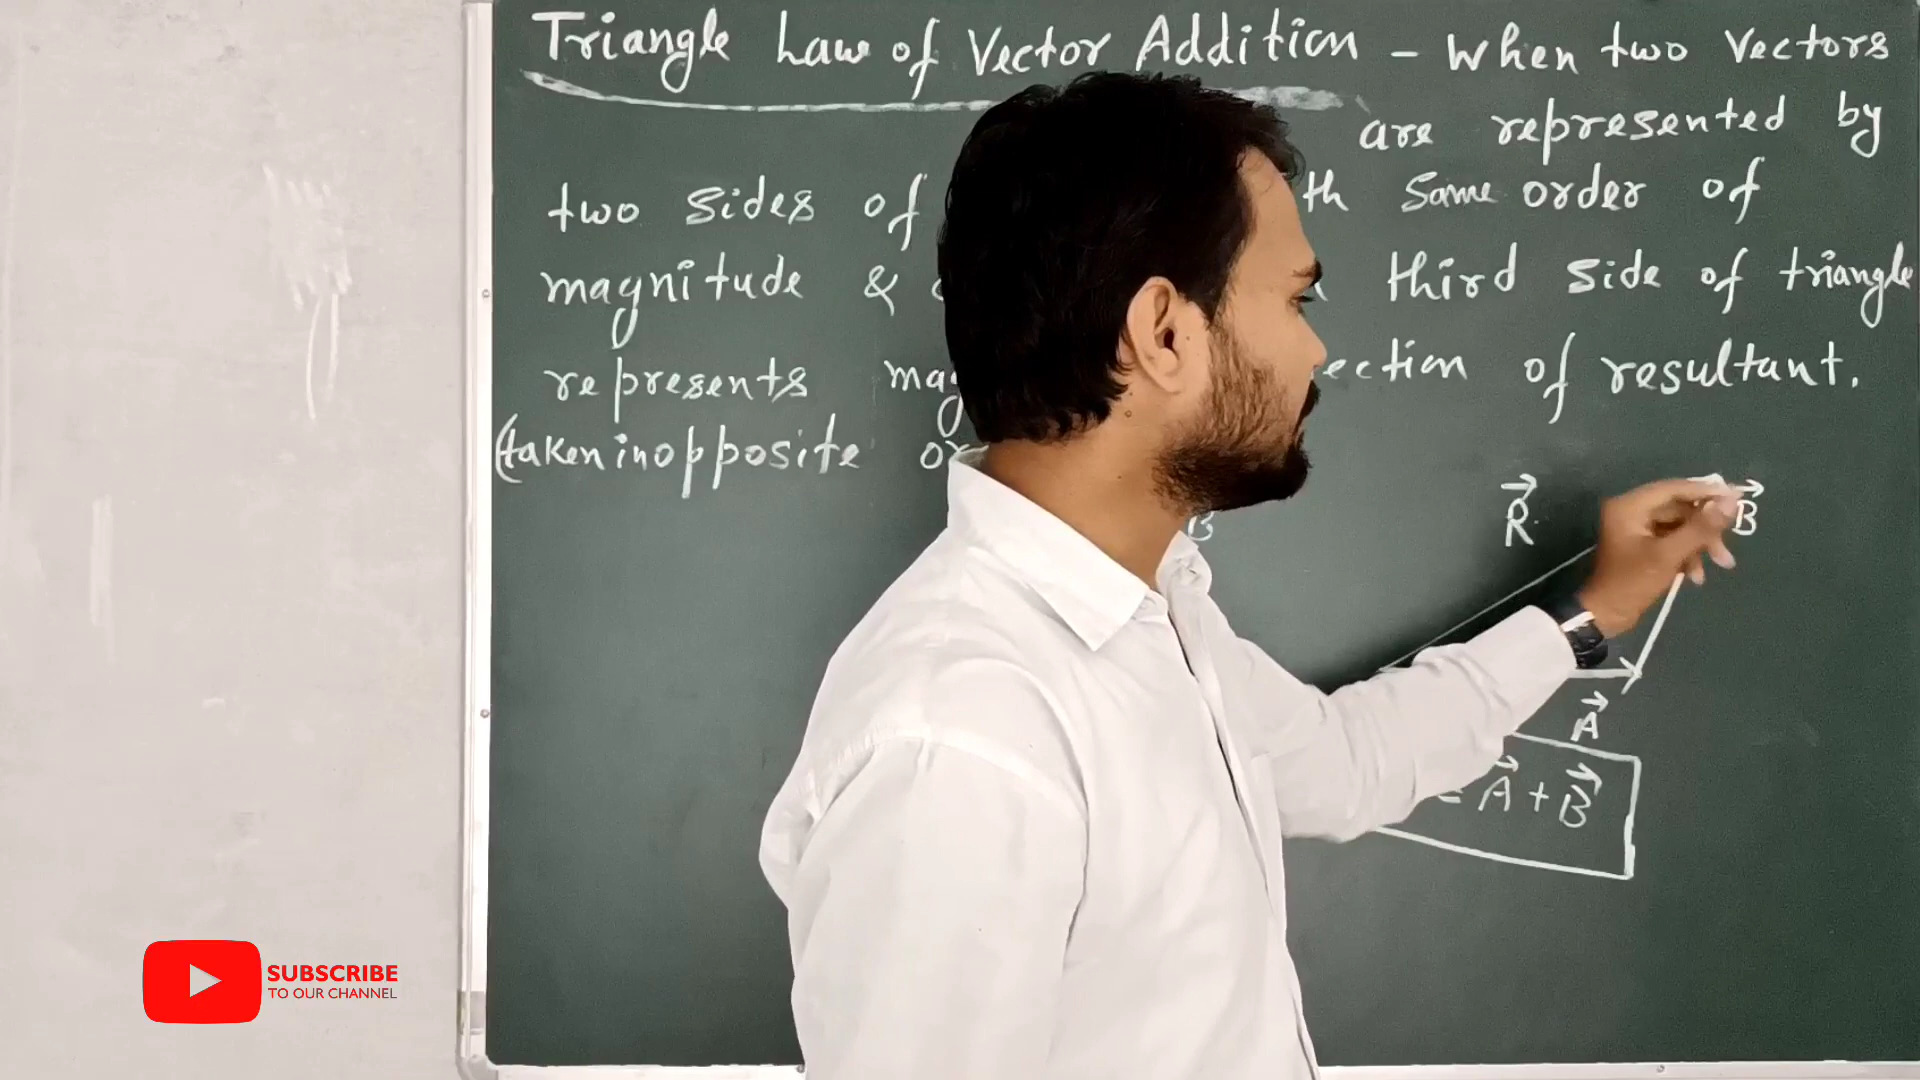 Triangle Law of Vector Addition - When two vectors
are represented by
two sides of th same order of
magnitude & third side of triangle
represents mag ection of resultant.
(taken in opposite or
B
R
B
A
= A + B
SUBSCRIBE
TO OUR CHANNEL